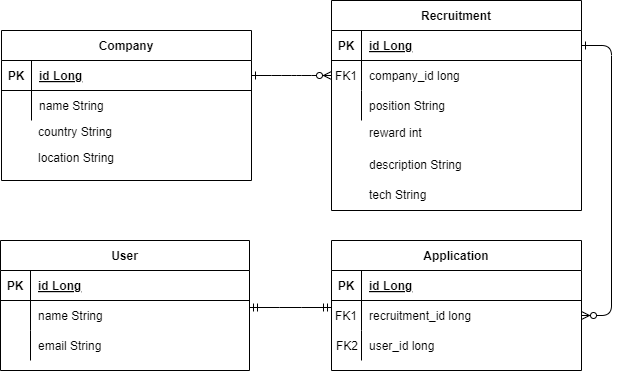 Company
PK id Long
name String
country String
location String
Recruitment
PK id Long
FK1 company_id long
position String
reward int
description String
tech String
User
PK id Long
name String
email String
Application
PK id Long
FK1 recruitment_id long
FK2 user_id long